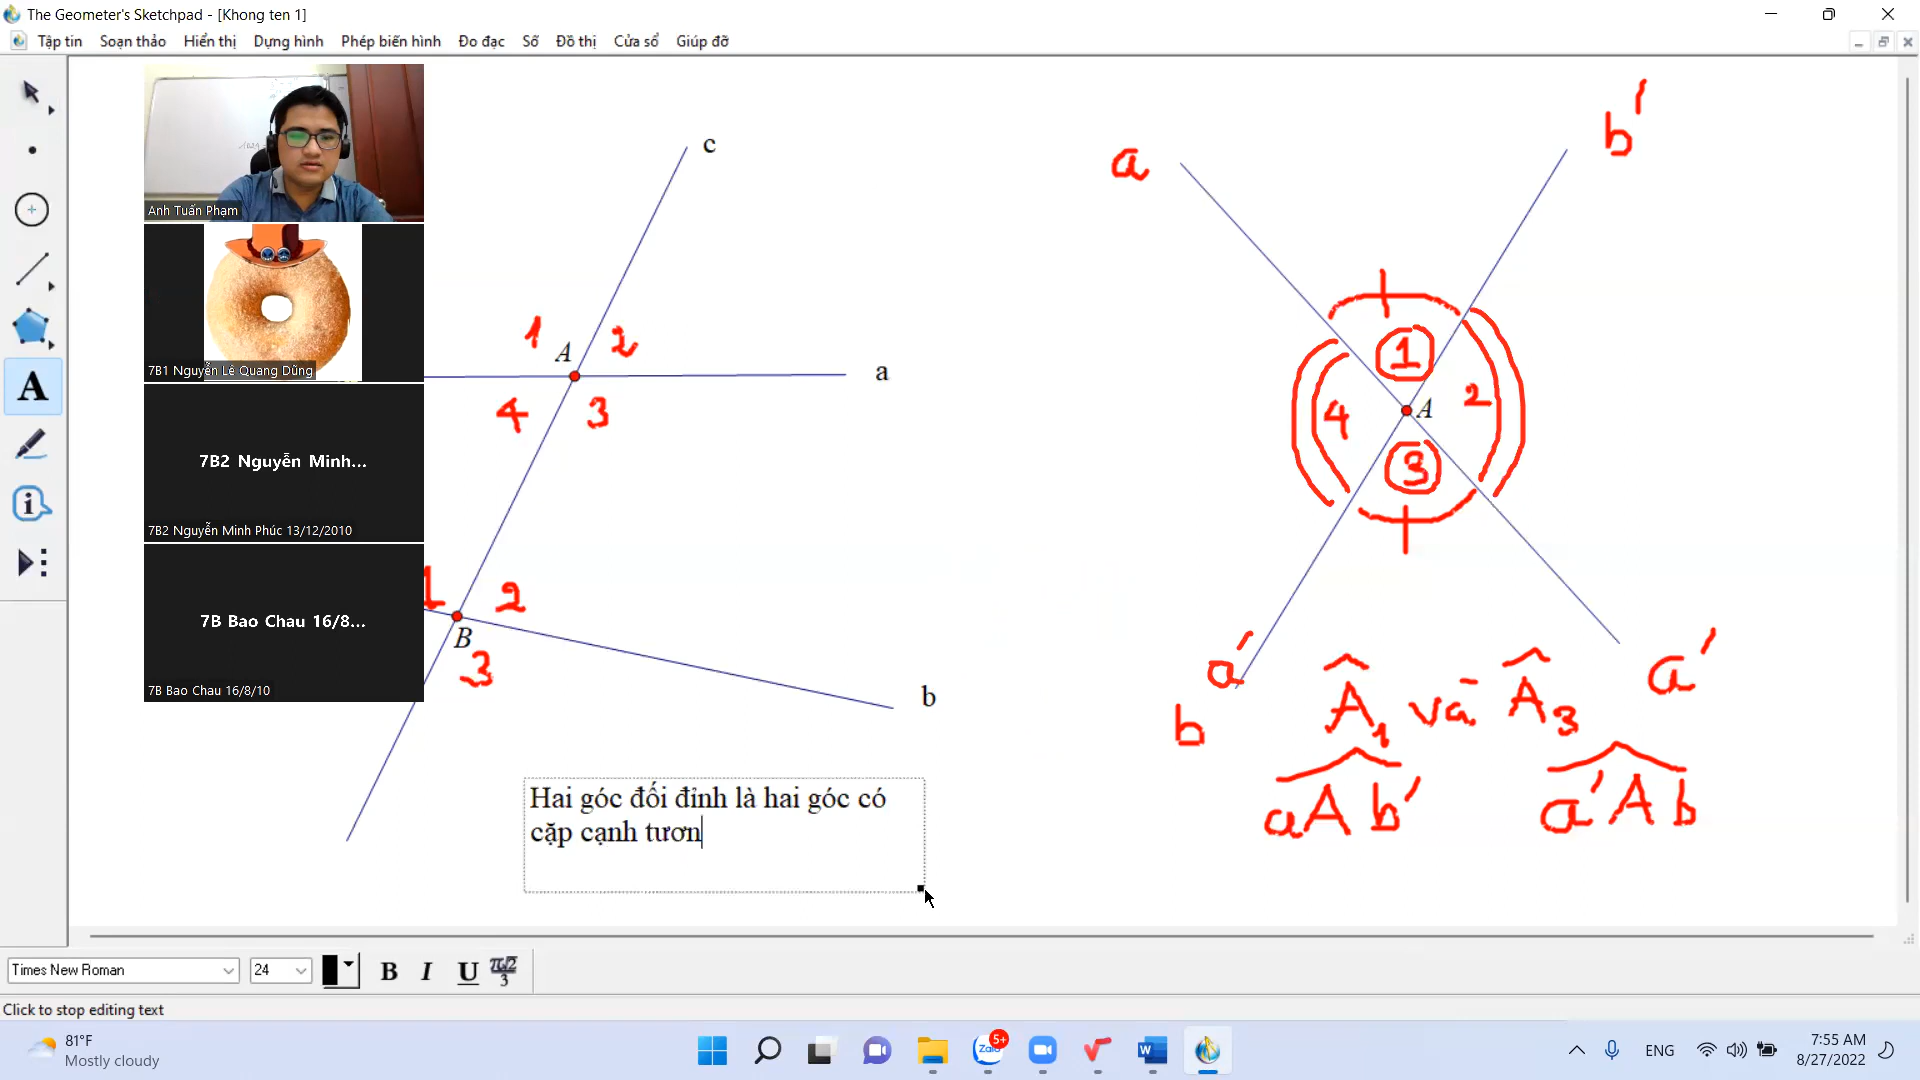 The Geometer's Sketchpad - [Khong ten 1]
Tập tin Soạn thảo Hiển thị Dựng hình Phép biến hình Đo đạc Số Đồ thị Cửa sổ Giúp đỡ
Anh Tuấn Phạm
7B1 Nguyễn Lê Quang Dũng
7B2 Nguyễn Minh...
7B2 Nguyễn Minh Phúc 13/12/2010
7B Bao Chau 16/8...
7B Bao Chau 16/8/10
A
c
1 A 2
a
4 3
1 2
B
3
b
Hai góc đối đỉnh là hai góc có
cặp cạnh tươn
a b'
1
4 A 2
3
a' a'
b
Â₁ và Â₃
aAb' a'Ab
Times New Roman 24 B I U
Click to stop editing text
81°F
Mostly cloudy
Zalo 5+
W
ENG
7:55 AM
8/27/2022